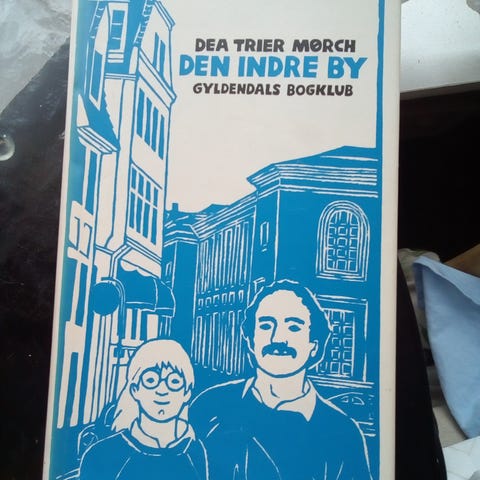 DEA TRIER MØRCH
DEN INDRE BY
GYLDENDALS BOGKLUB